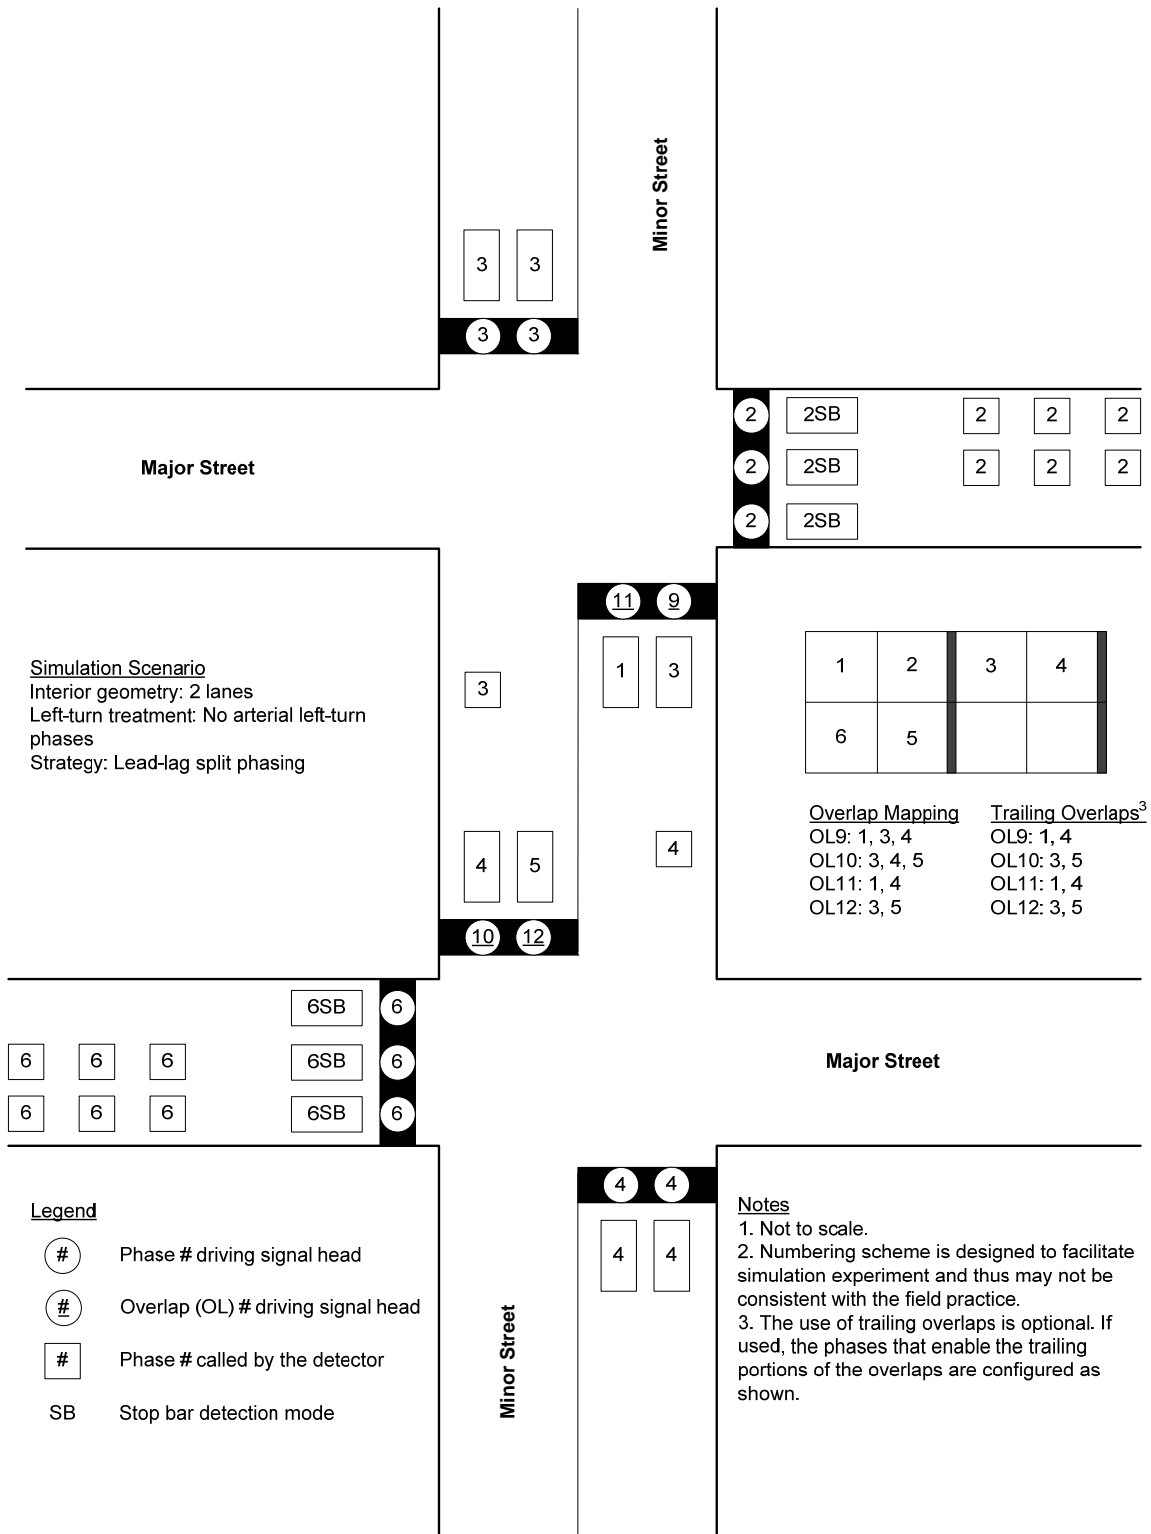 Minor Street
3 3
3 3
2 2SB 2 2 2
Major Street
2 2SB 2 2 2
2 2SB
11 9
Simulation Scenario
Interior geometry: 2 lanes
Left-turn treatment: No arterial left-turn
phases
Strategy: Lead-lag split phasing
3
1 3
1 2 3 4
6 5
4 5
4
10 12
Overlap Mapping
OL9: 1, 3, 4
OL10: 3, 4, 5
OL11: 1, 4
OL12: 3, 5
Trailing Overlaps3
OL9: 1, 4
OL10: 3, 5
OL11: 1, 4
OL12: 3, 5
6SB 6
6 6 6 6SB 6
6 6 6 6SB 6
Major Street
4 4
4 4
Minor Street
Legend
# Phase # driving signal head
# Overlap (OL) # driving signal head
# Phase # called by the detector
SB Stop bar detection mode
Notes
1. Not to scale.
2. Numbering scheme is designed to facilitate
simulation experiment and thus may not be
consistent with the field practice.
3. The use of trailing overlaps is optional. If
used, the phases that enable the trailing
portions of the overlaps are configured as
shown.